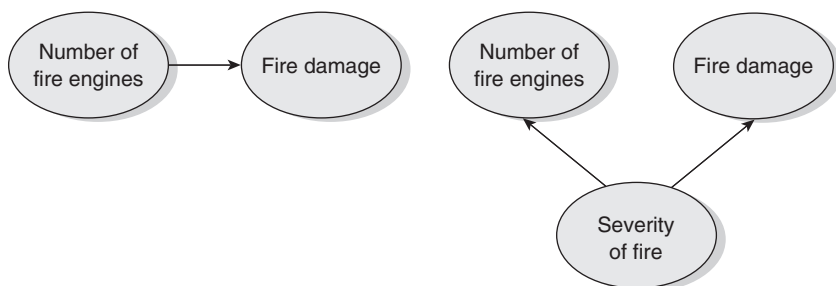 Number of
fire engines
Fire damage
Number of
fire engines
Fire damage
Severity
of fire